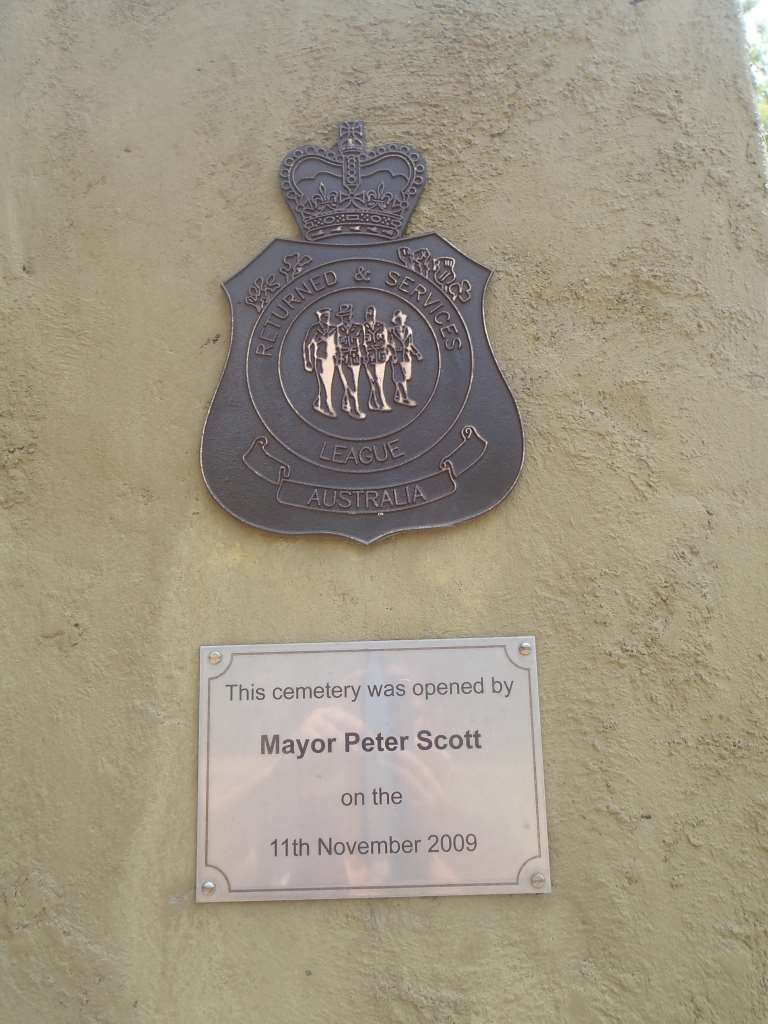 RETURNED & SERVICES
LEAGUE
AUSTRALIA
This cemetery was opened by
Mayor Peter Scott
on the
11th November 2009